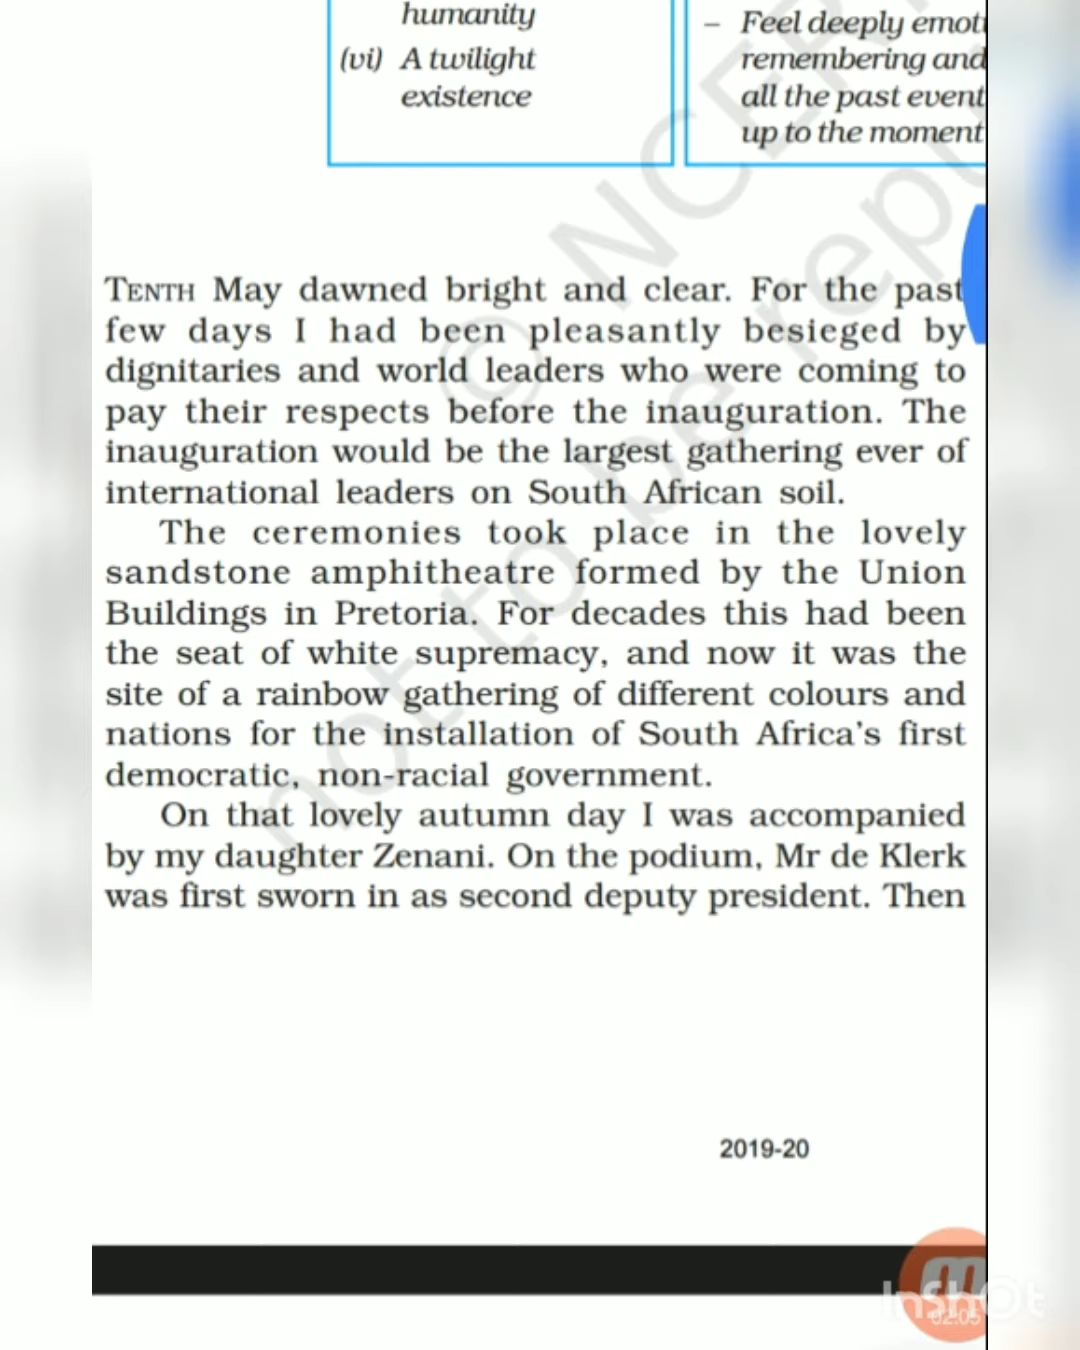 humanity
(vi) A twilight
existence
– Feel deeply
remembering and
all the past event
up to the moment
TENTH May dawned bright and clear. For the past
few days I had been pleasantly besieged by
dignitaries and world leaders who were coming to
pay their respects before the inauguration. The
inauguration would be the largest gathering ever of
international leaders on South African soil.
The ceremonies took place in the lovely
sandstone amphitheatre formed by the Union
Buildings in Pretoria. For decades this had been
the seat of white supremacy, and now it was the
site of a rainbow gathering of different colours and
nations for the installation of South Africa's first
democratic, non-racial government.
On that lovely autumn day I was accompanied
by my daughter Zenani. On the podium, Mr de Klerk
was first sworn in as second deputy president. Then
© 
not to be
2019-20
InShOt
02:05